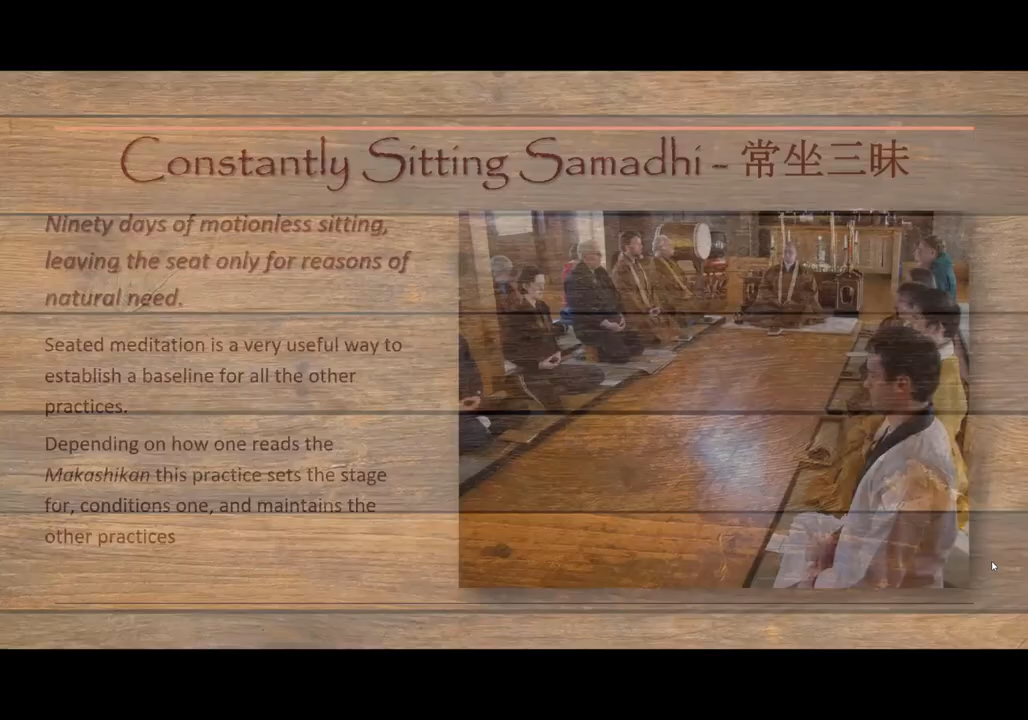 Constantly Sitting Samadhi – 常坐三昧
Ninety days of motionless sitting,
leaving the seat only for reasons of
natural need.
Seated meditation is a very useful way to
establish a baseline for all the other
practices.
Depending on how one reads the
Makashikan this practice sets the stage
for, conditions one, and maintains the
other practices